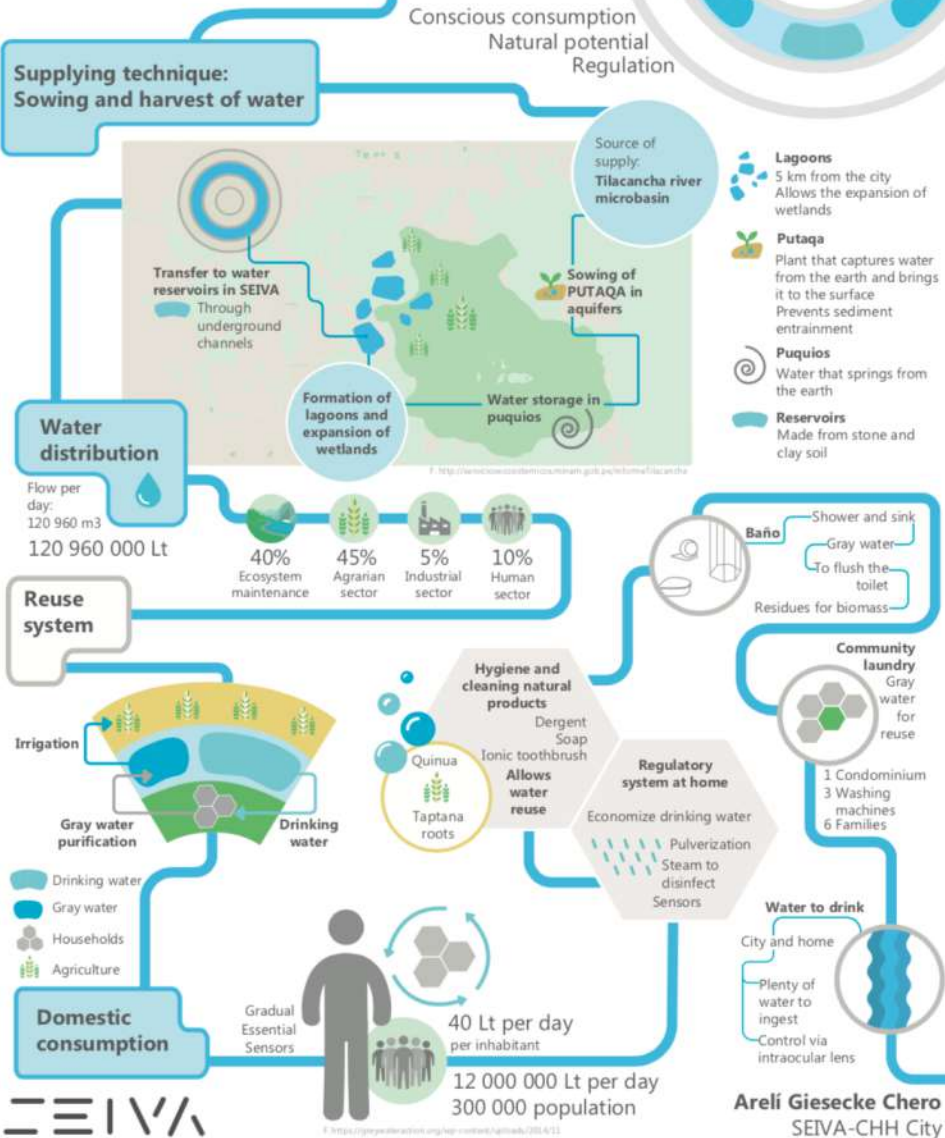 Conscious consumption
Natural potential
Regulation
Supplying technique:
Sowing and harvest of water
Source of
supply:
Tilacancha river
microbasin
Transfer to water
reservoirs in SEIVA
Through
underground
channels
Sowing of
PUTAQA in
aquifers
Formation of
lagoons and
expansion of
wetlands
Water storage in
puquios
Lagoons
5 km from the city
Allows the expansion of
wetlands
Putaqa
Plant that captures water
from the earth and brings
it to the surface
Prevents sediment
entrainment
Puquios
Water that springs from
the earth
Reservoirs
Made from stone and
clay soil
Water
distribution
Flow per
day:
120 960 m3
120 960 000 Lt
40%
Ecosystem
maintenance
45%
Agrarian
sector
5%
Industrial
sector
10%
Human
sector
Baño
Shower and sink
Gray water
To flush the
toilet
Residues for biomass
Reuse
system
Irrigation
Gray water
purification
Drinking
water
Drinking water
Gray water
Households
Agriculture
Hygiene and
cleaning natural
products
Dergent
Soap
Ionic toothbrush
Allows
water
reuse
Quinua
Taptana
roots
Regulatory
system at home
Economize drinking water
Pulverization
Steam to
disinfect
Sensors
Community
laundry
Gray
water
for
reuse
1 Condominium
3 Washing
machines
6 Families
Water to drink
City and home
Plenty of
water to
ingest
Control via
intraocular lens
Domestic
consumption
Gradual
Essential
Sensors
40 Lt per day
per inhabitant
12 000 000 Lt per day
300 000 population
SEIVA
Arelí Giesecke Chero
SEIVA-CHH City